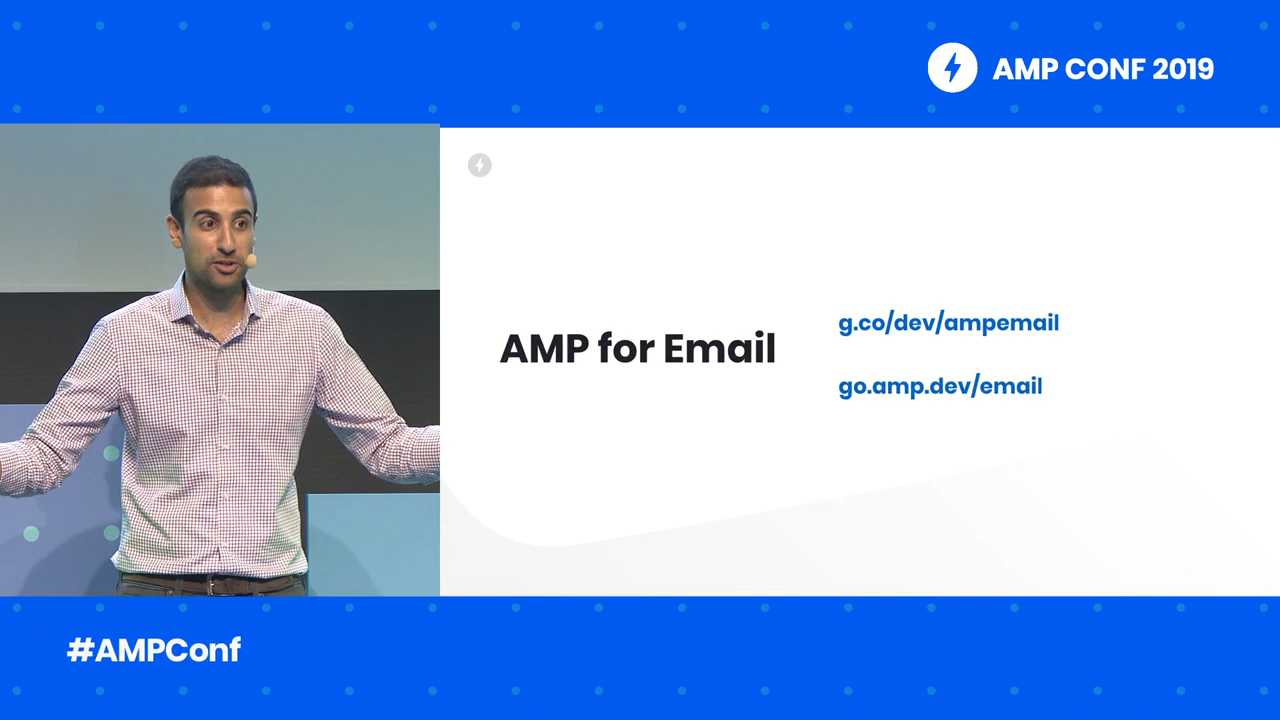 AMP CONF 2019
AMP for Email
g.co/dev/ampemail
go.amp.dev/email
#AMPConf